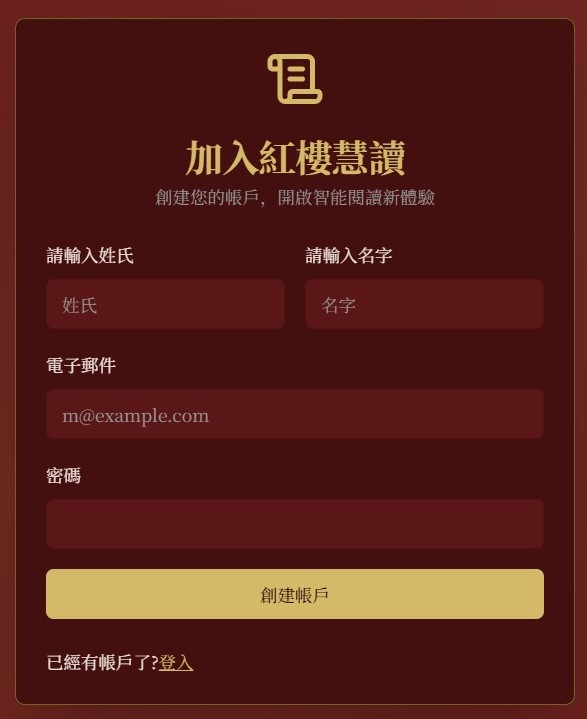 加入紅樓慧讀
創建您的帳戶，開啟智能閱讀新體驗
請輸入姓氏
請輸入名字
姓氏
名字
電子郵件
m@example.com
密碼
創建帳戶
已經有帳戶了?登入